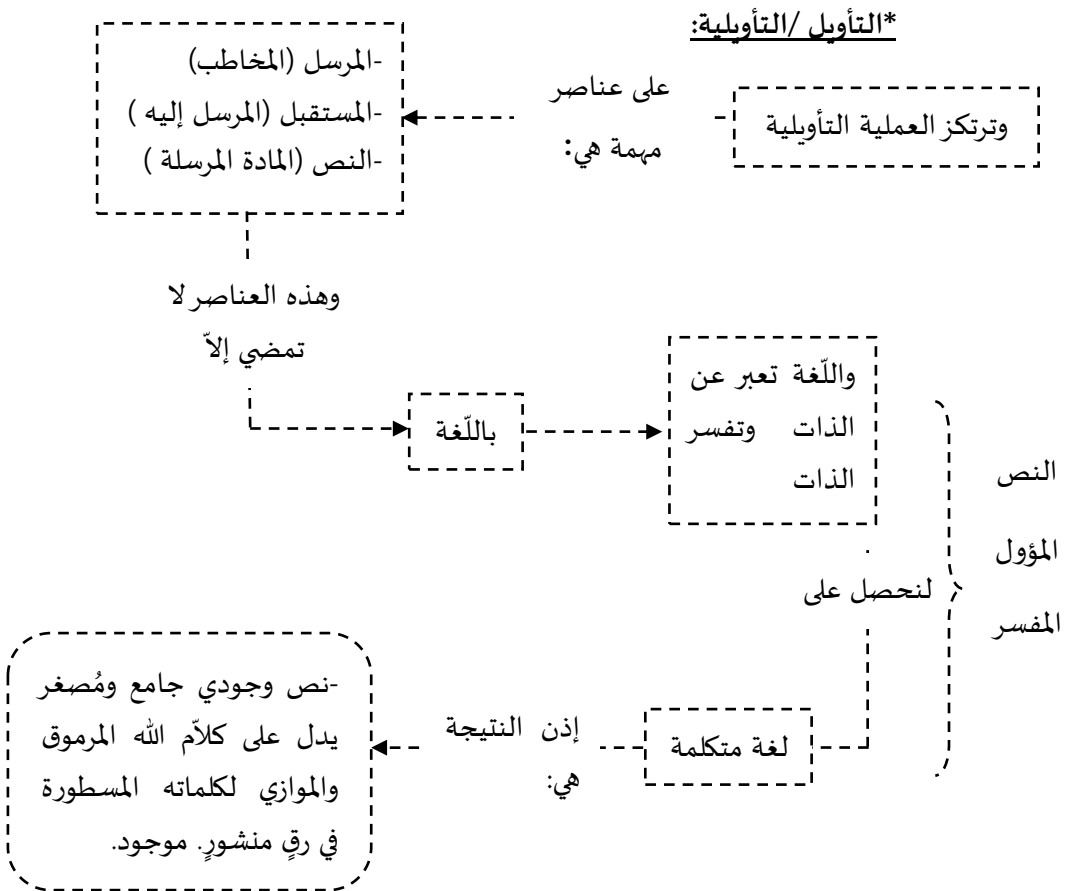 *التأويل /التأويلية:
وترتكز العملية التأويلية
على عناصر
مهمة هي:
-المرسل (المخاطب)
-المستقبل (المرسل إليه )
-النص (المادة المرسلة )
وهذه العناصر لا
تمضي إلاّ
باللّغة
واللّغة تعبر عن
الذات وتفسر
الذات
النص
المؤول
المفسر
لنحصل على
لغة متكلمة
إذن النتيجة
هي:
-نص وجودي جامع ومُصغر
يدل على كلاّم الله المرموق
والموازي لكلماته المسطورة
في رقٍ منشورٍ. موجود.